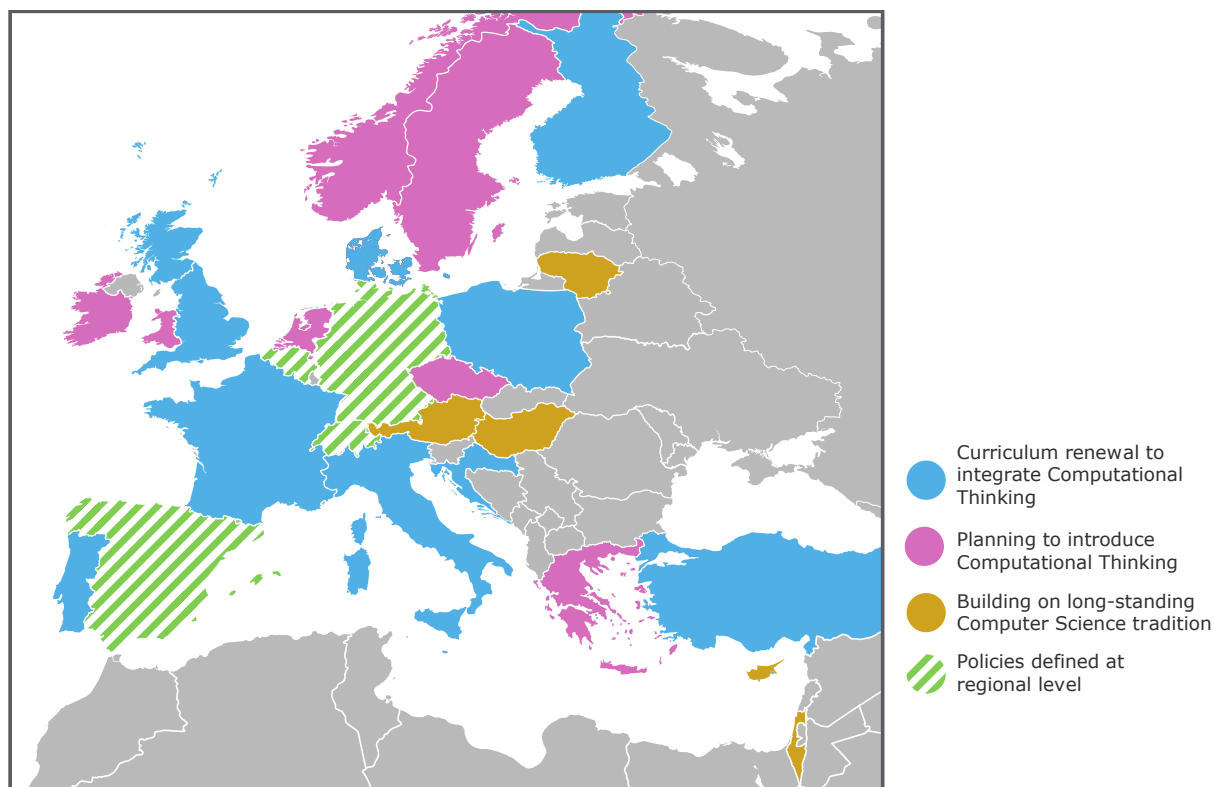 Curriculum renewal to
integrate Computational
Thinking
Planning to introduce
Computational Thinking
Building on long-standing
Computer Science tradition
Policies defined at
regional level